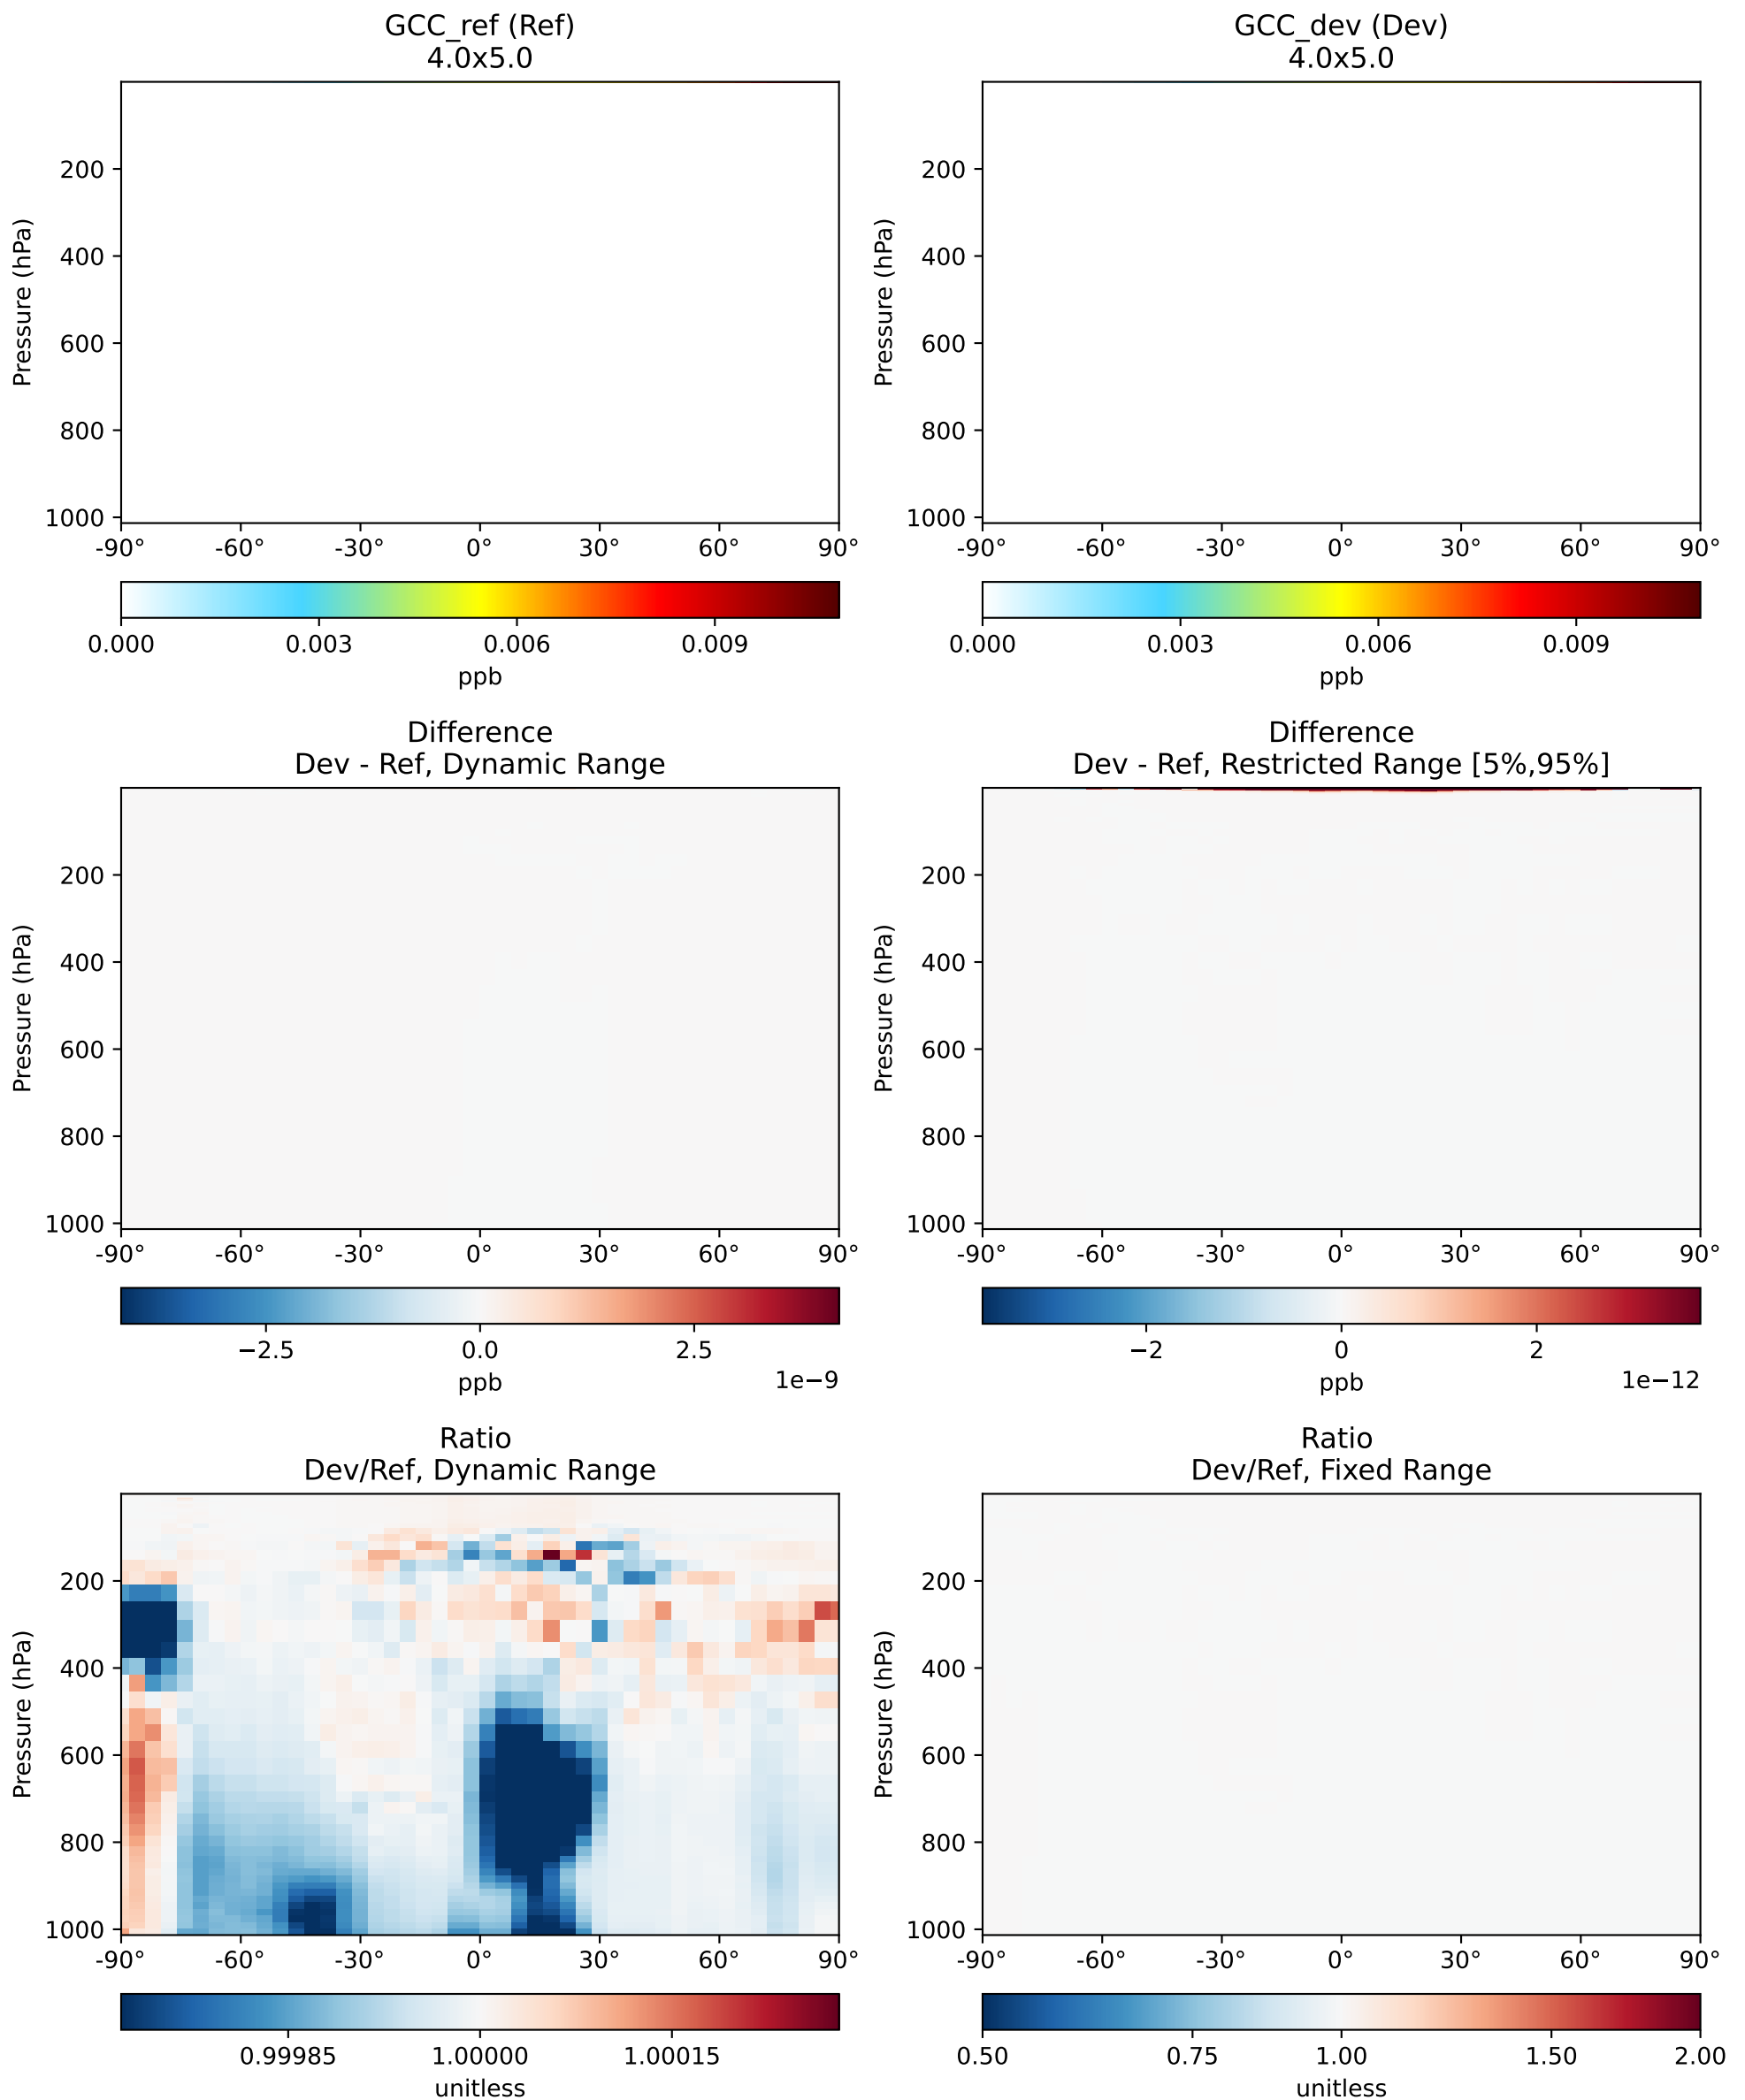 GCC_ref (Ref)
4.0x5.0
GCC_dev (Dev)
4.0x5.0
Pressure (hPa)
200
400
600
800
1000
-90° -60° -30° 0° 30° 60° 90°
0.000 0.003 0.006 0.009
ppb
Pressure (hPa)
200
400
600
800
1000
-90° -60° -30° 0° 30° 60° 90°
0.000 0.003 0.006 0.009
ppb
Difference
Dev - Ref, Dynamic Range
Difference
Dev - Ref, Restricted Range [5%,95%]
Pressure (hPa)
200
400
600
800
1000
-90° -60° -30° 0° 30° 60° 90°
−2.5 0.0 2.5
ppb 1e−9
Pressure (hPa)
200
400
600
800
1000
-90° -60° -30° 0° 30° 60° 90°
−2 0 2
ppb 1e−12
Ratio
Dev/Ref, Dynamic Range
Ratio
Dev/Ref, Fixed Range
Pressure (hPa)
200
400
600
800
1000
-90° -60° -30° 0° 30° 60° 90°
0.99985 1.00000 1.00015
unitless
Pressure (hPa)
200
400
600
800
1000
-90° -60° -30° 0° 30° 60° 90°
0.50 0.75 1.00 1.50 2.00
unitless